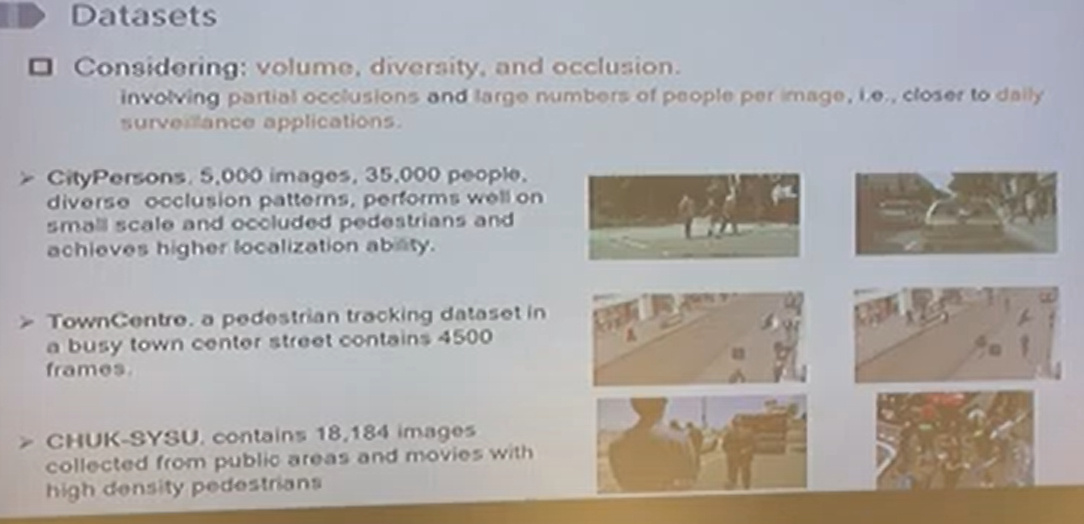 Datasets
Considering: volume, diversity, and occlusion.
involving partial occlusions and large numbers of people per image, i.e., closer to daily
surveillance applications.
CityPersons, 5,000 images, 35,000 people,
diverse occlusion patterns, performs well on
small scale and occluded pedestrians and
achieves higher localization ability.
TownCentre, a pedestrian tracking dataset in
a busy town center street contains 4500
frames.
CHUK-SYSU, contains 18,184 images
collected from public areas and movies with
high density pedestrians